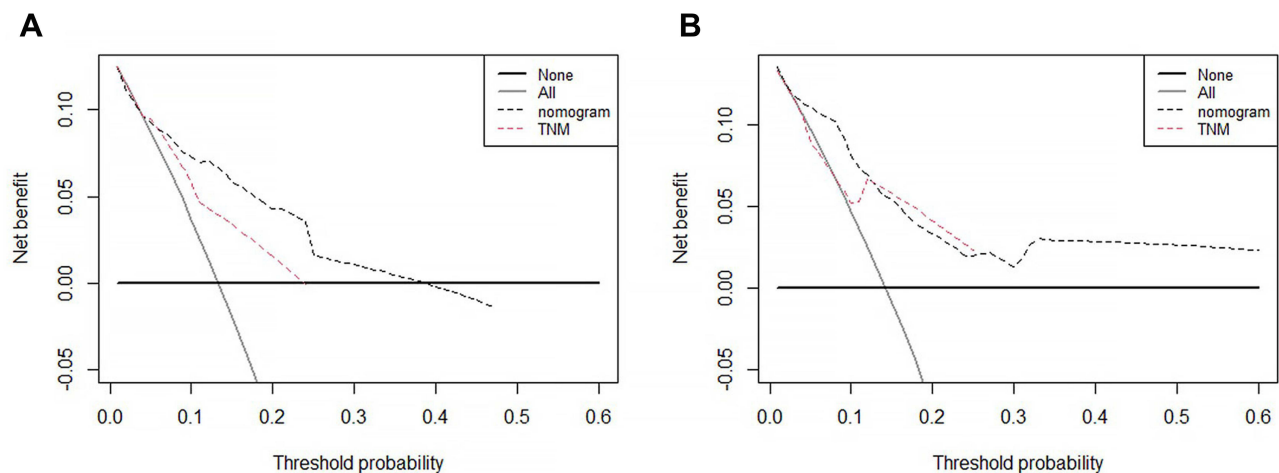 A
None
All
nomogram
TNM
Net benefit
0.10
0.05
0.00
-0.05
0.0 0.1 0.2 0.3 0.4 0.5 0.6
Threshold probability
B
None
All
nomogram
TNM
Net benefit
0.10
0.05
0.00
-0.05
0.0 0.1 0.2 0.3 0.4 0.5 0.6
Threshold probability